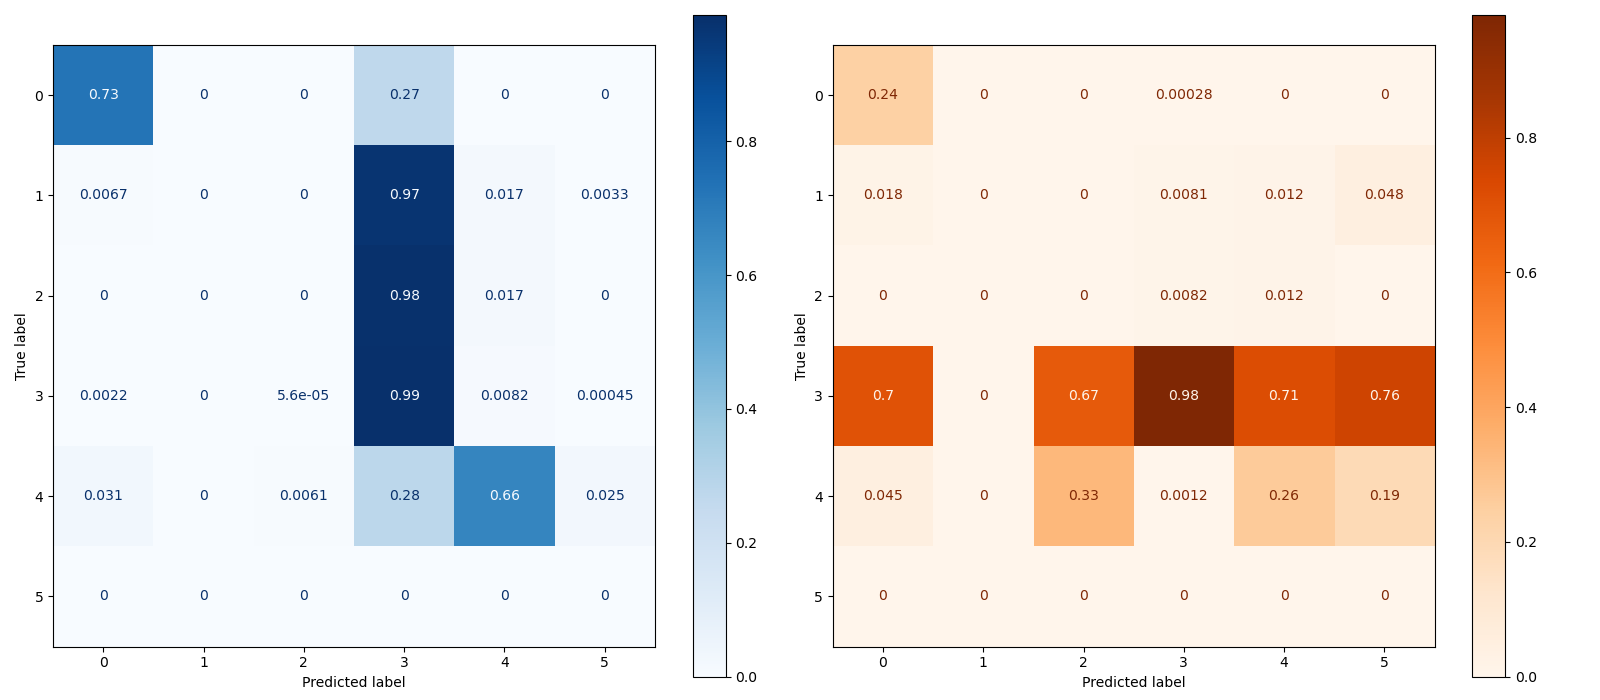 0 0.73 0 0 0.27 0 0
1 0.0067 0 0 0.97 0.017 0.0033
2 0 0 0 0.98 0.017 0
3 0.0022 0 5.6e-05 0.99 0.0082 0.00045
4 0.031 0 0.0061 0.28 0.66 0.025
5 0 0 0 0 0 0
0 1 2 3 4 5
Predicted label
True label
0.8
0.6
0.4
0.2
0.0
0 0.24 0 0 0.00028 0 0
1 0.018 0 0 0.0081 0.012 0.048
2 0 0 0 0.0082 0.012 0
3 0.7 0 0.67 0.98 0.71 0.76
4 0.045 0 0.33 0.0012 0.26 0.19
5 0 0 0 0 0 0
0 1 2 3 4 5
Predicted label
True label
0.8
0.6
0.4
0.2
0.0